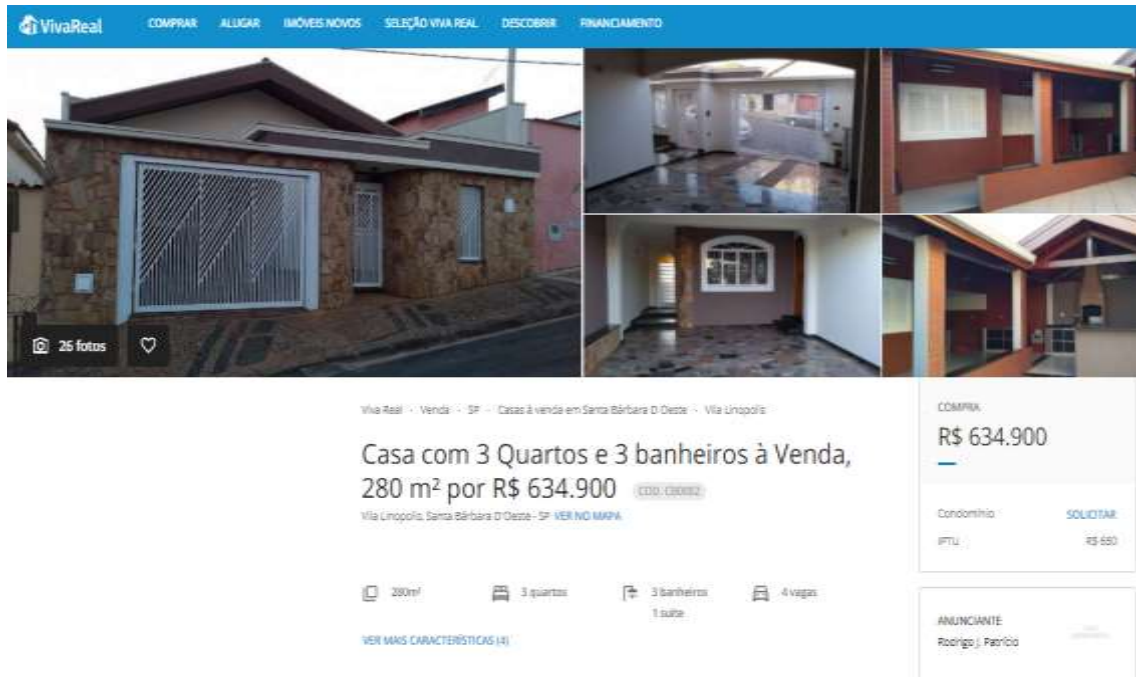 VivaReal
COMPRAR ALUGAR IMÓVEIS NOVOS SELEÇÃO VIVA REAL DESCOBRIR FINANCIAMENTO
26 fotos
Viva Real - Venda - SP - Casas à venda em Santa Bárbara D Oeste - Vila Linopolis
Casa com 3 Quartos e 3 banheiros à Venda,
280 m² por R$ 634.900
Vila Linopolis, Santa Bárbara D'Oeste - SP VER NO MAPA
280m² 3 quartos 3 banheiros 4 vagas
1 suíte
VER MAIS CARACTERÍSTICAS (4)
COMPRA
R$ 634.900
Condomínio SOLICITAR
IPTU
ANUNCIANTE
Rodrigo J. Patrício